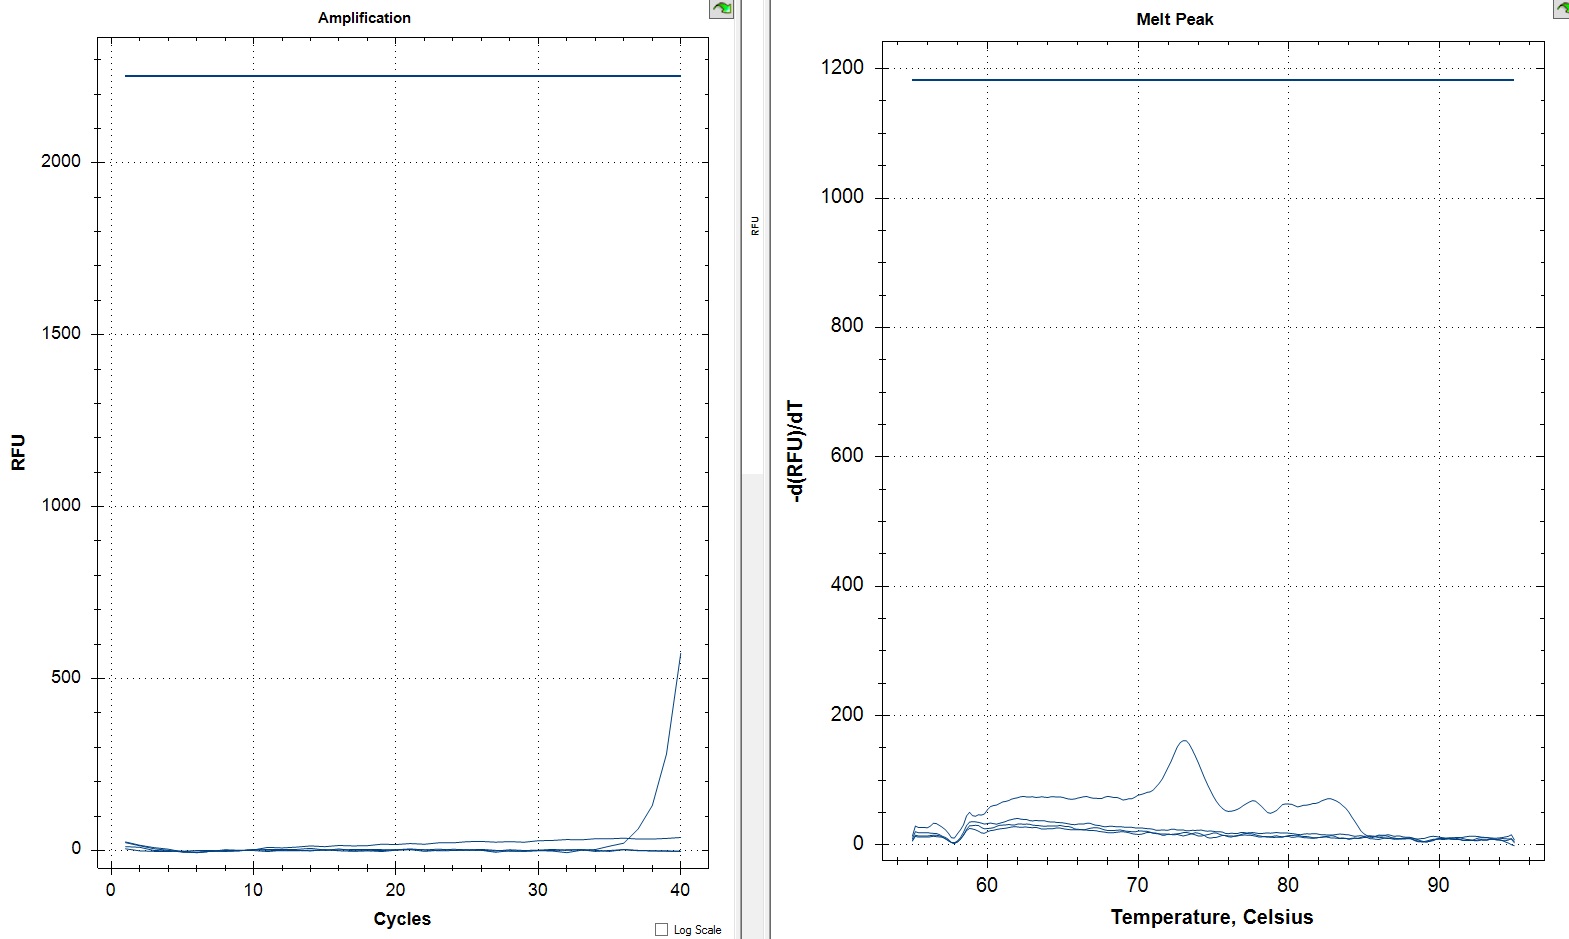 Amplification
2000
1500
1000
500
0
RFU
0 10 20 30 40
Cycles
Log Scale
RFU
Melt Peak
1200
1000
800
600
400
200
0
-d(RFU)/dT
60 70 80 90
Temperature, Celsius